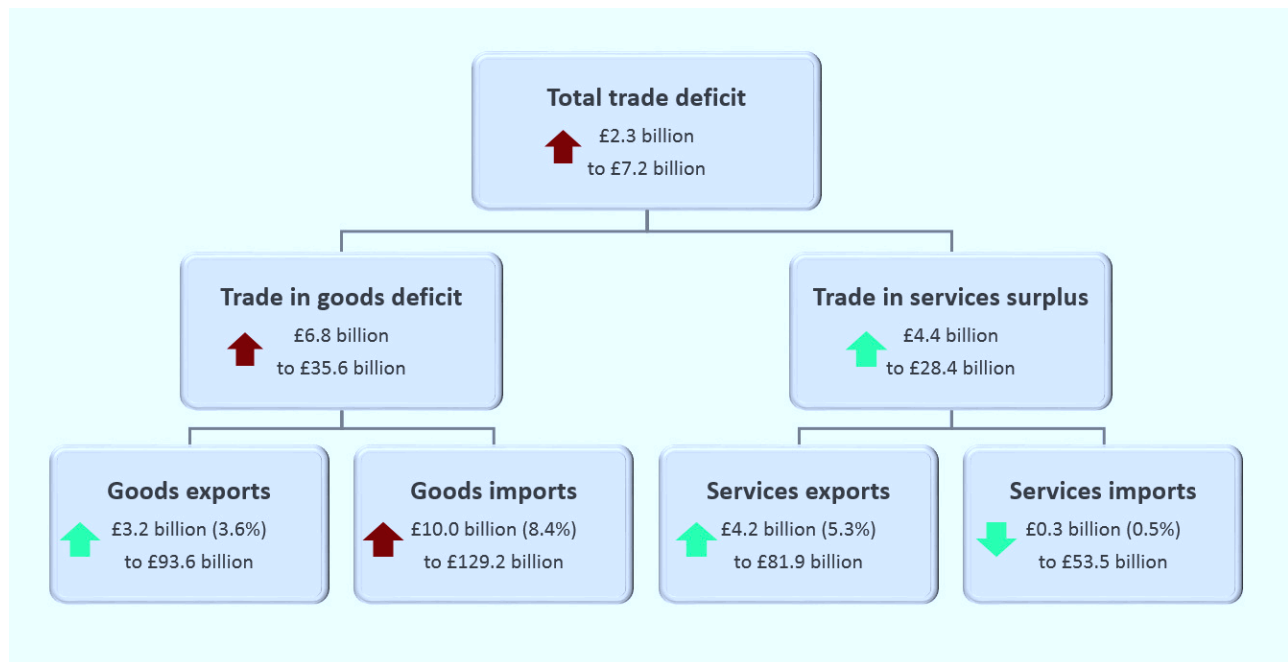 Total trade deficit
£2.3 billion
to £7.2 billion
Trade in goods deficit
£6.8 billion
to £35.6 billion
Trade in services surplus
£4.4 billion
to £28.4 billion
Goods exports
£3.2 billion (3.6%)
to £93.6 billion
Goods imports
£10.0 billion (8.4%)
to £129.2 billion
Services exports
£4.2 billion (5.3%)
to £81.9 billion
Services imports
£0.3 billion (0.5%)
to £53.5 billion